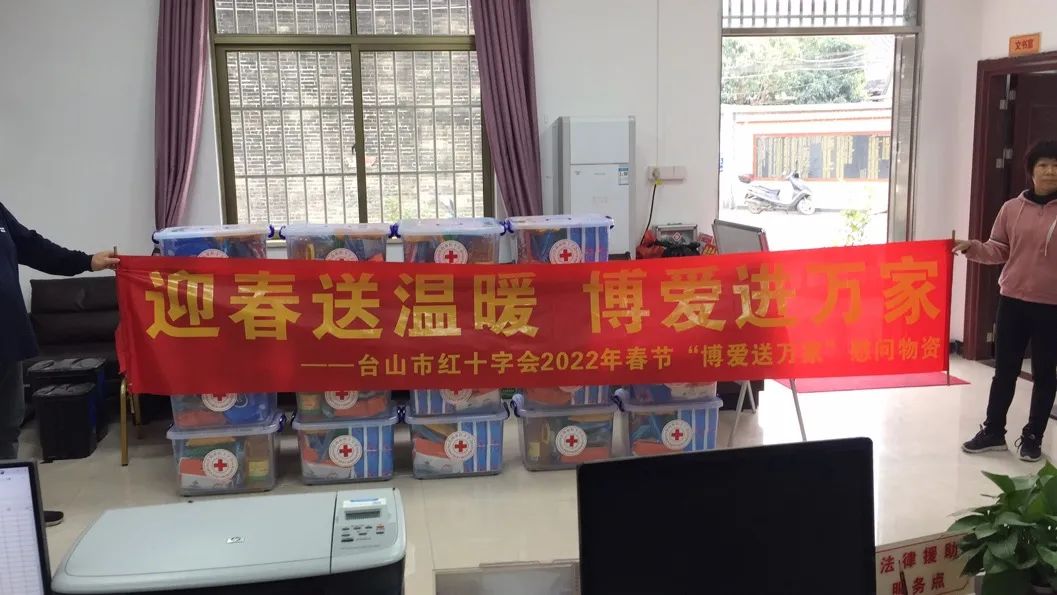 文书室
迎春送温暖 博爱进万家
——台山市红十字会2022年春节“博爱送万家”慰问物资
hp
法律援助
服务点